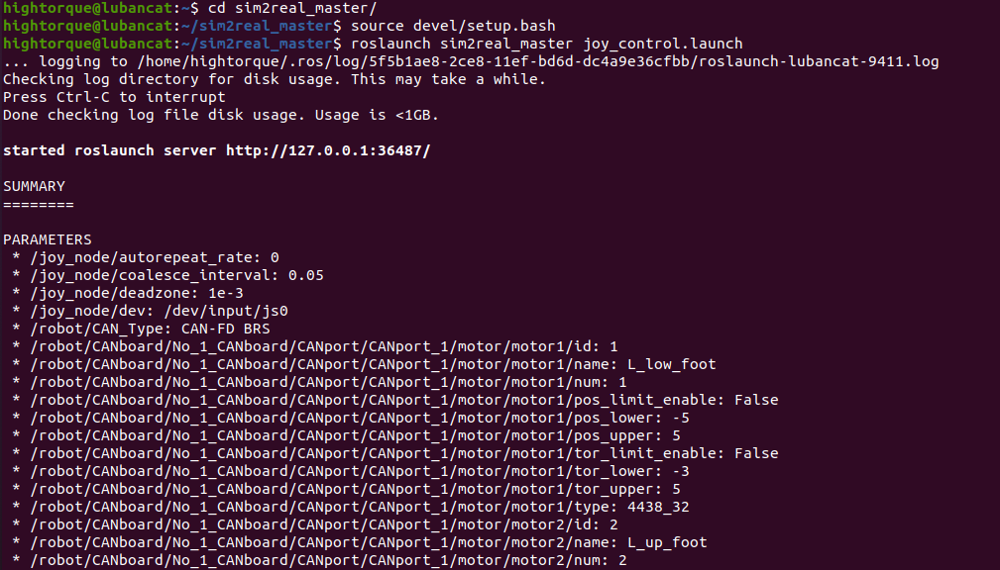 hightorque@lubancat:~$ cd sim2real_master/
hightorque@lubancat:~/sim2real_master$ source devel/setup.bash
hightorque@lubancat:~/sim2real_master$ roslaunch sim2real_master joy_control.launch
... logging to /home/hightorque/.ros/log/5f5b1ae8-2ce8-11ef-bd6d-dc4a9e36cfbb/roslaunch-lubancat-9411.log
Checking log directory for disk usage. This may take a while.
Press Ctrl-C to interrupt
Done checking log file disk usage. Usage is <1GB.

started roslaunch server http://127.0.0.1:36487/

SUMMARY
========

PARAMETERS
 * /joy_node/autorepeat_rate: 0
 * /joy_node/coalesce_interval: 0.05
 * /joy_node/deadzone: 1e-3
 * /joy_node/dev: /dev/input/js0
 * /robot/CAN_Type: CAN-FD BRS
 * /robot/CANboard/No_1_CANboard/CANport/CANport_1/motor/motor1/id: 1
 * /robot/CANboard/No_1_CANboard/CANport/CANport_1/motor/motor1/name: L_low_foot
 * /robot/CANboard/No_1_CANboard/CANport/CANport_1/motor/motor1/num: 1
 * /robot/CANboard/No_1_CANboard/CANport/CANport_1/motor/motor1/pos_limit_enable: False
 * /robot/CANboard/No_1_CANboard/CANport/CANport_1/motor/motor1/pos_lower: -5
 * /robot/CANboard/No_1_CANboard/CANport/CANport_1/motor/motor1/pos_upper: 5
 * /robot/CANboard/No_1_CANboard/CANport/CANport_1/motor/motor1/tor_limit_enable: False
 * /robot/CANboard/No_1_CANboard/CANport/CANport_1/motor/motor1/tor_lower: -3
 * /robot/CANboard/No_1_CANboard/CANport/CANport_1/motor/motor1/tor_upper: 5
 * /robot/CANboard/No_1_CANboard/CANport/CANport_1/motor/motor1/type: 4438_32
 * /robot/CANboard/No_1_CANboard/CANport/CANport_1/motor/motor2/id: 2
 * /robot/CANboard/No_1_CANboard/CANport/CANport_1/motor/motor2/name: L_up_foot
 * /robot/CANboard/No_1_CANboard/CANport/CANport_1/motor/motor2/num: 2